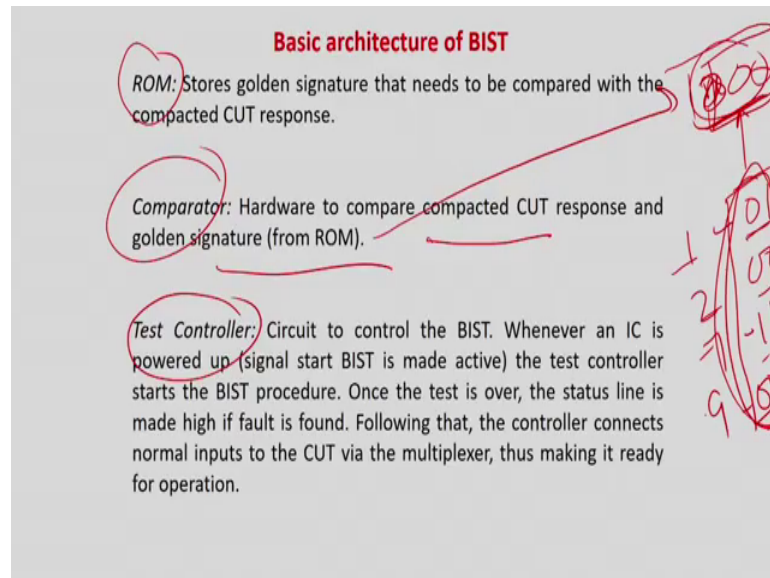 Basic architecture of BIST
ROM: Stores golden signature that needs to be compared with the
compacted CUT response.
Comparator: Hardware to compare compacted CUT response and
golden signature (from ROM).
1
2
9
Test Controller: Circuit to control the BIST. Whenever an IC is
powered up (signal start BIST is made active) the test controller
starts the BIST procedure. Once the test is over, the status line is
made high if fault is found. Following that, the controller connects
normal inputs to the CUT via the multiplexer, thus making it ready
for operation.